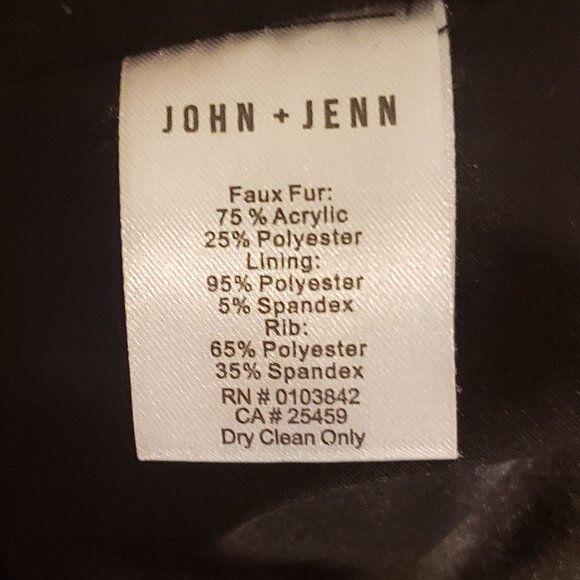 JOHN + JENN
Faux Fur:
75 % Acrylic
25% Polyester
Lining:
95% Polyester
5% Spandex
Rib:
65% Polyester
35% Spandex
RN # 0103842
CA # 25459
Dry Clean Only